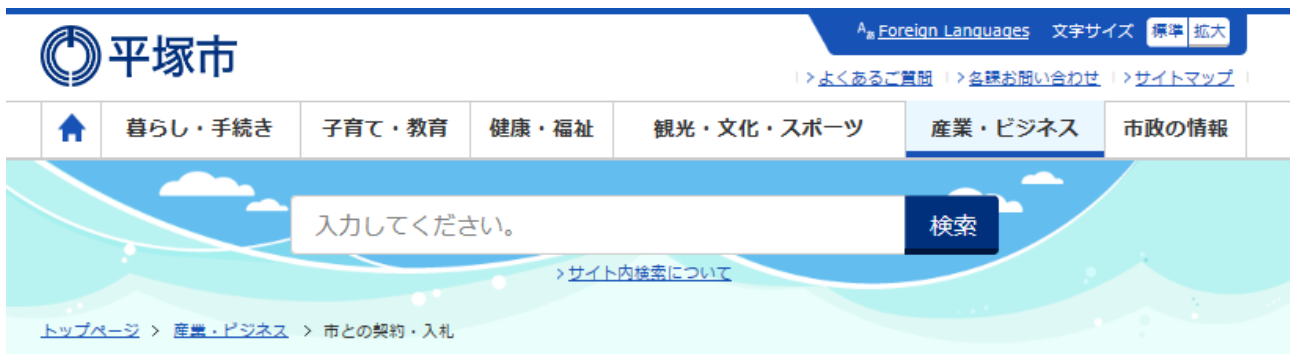 平塚市
Aあ Foreign Languages 文字サイズ 標準 拡大
> よくあるご質問 > 各課お問い合わせ > サイトマップ
暮らし・手続き 子育て・教育 健康・福祉 観光・文化・スポーツ 産業・ビジネス 市政の情報
入力してください。 検索
> サイト内検索について
トップページ > 産業・ビジネス > 市との契約・入札